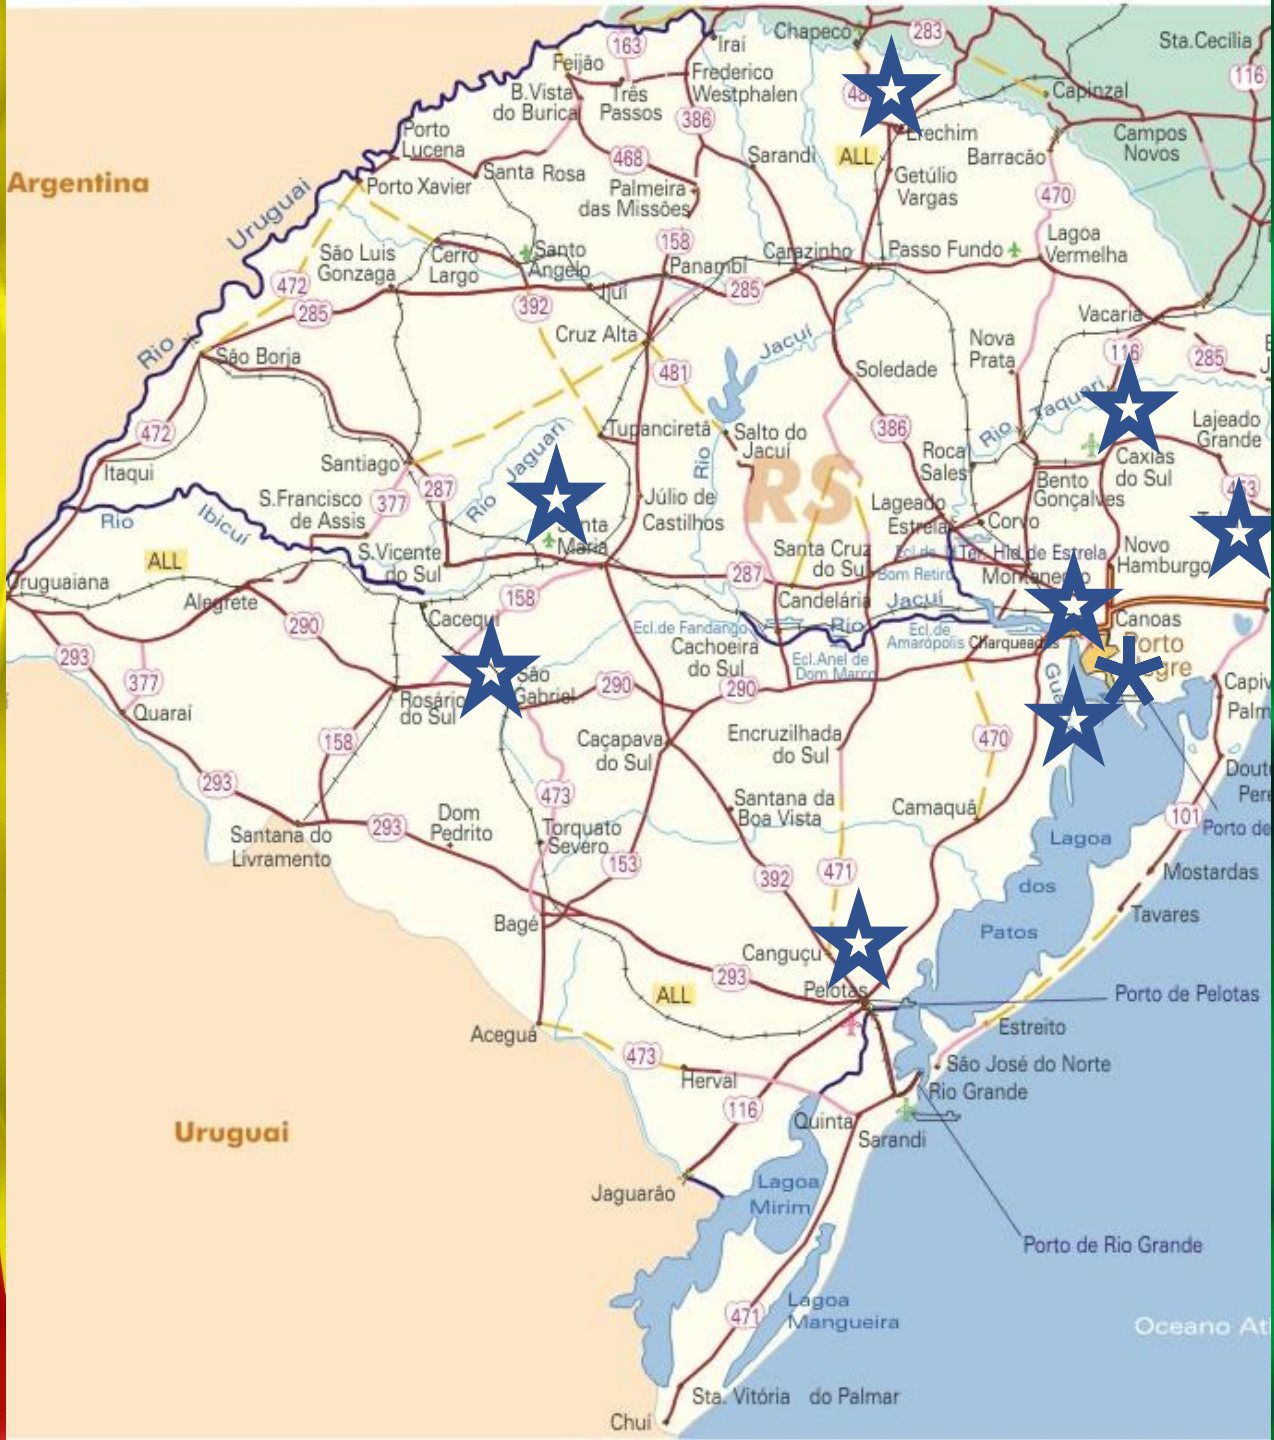 Chapecó
283
Sta.Cecília
163
Iraí
Feijão
Frederico
Westphalen
116
B.Vista
do Burica
Três
Passos
Capinzal
386
Porto
Lucena
Erechim
Campos
Novos
468
Sarandi
ALL
Barracão
Santa Rosa
Argentina
Porto Xavier
Palmeira
das Missões
Getúlio
Vargas
470
Uruguai
158
São Luis
Gonzaga
Cerro
Largo
Santo
Angelo
Carazinho
Passo Fundo
Lagoa
Vermelha
Panambi
472
Ijuí
285
285
392
Vacaria
Cruz Alta
Jacuí
Nova
Prata
116
285
Rio
São Borja
Soledade
481
Taquari
472
386
Lajeado
Grande
Tupanciretã
Salto do
Jacuí
Rio
Jaguari
Rio
Rio
Roca
Sales
Caxias
do Sul
Santiago
Itaqui
287
377
RS
Bento
Gonçalves
S.Francisco
de Assis
Júlio de
Castilhos
Lageado
Estrela
Corvo
Rio
Ibicuí
Maria
S.Vicente
do Sul
Santa Cruz
do Sul
Ecl.de
Bom Retiro
Ter. Hid.de Estrela
Novo
Hamburgo
ALL
Uruguaiana
287
Alegrete
158
Candelária
Jacuí
Cacequi
290
Ecl.de Fandango
Rio
Ecl.de
Amarópolis
Charqueadas
Canoas
Cachoeira
do Sul
Porto
293
Ecl.Anel de
Dom Marco
São
Gabriel
377
290
290
Rosário
do Sul
Quaraí
158
Caçapava
do Sul
Encruzilhada
do Sul
470
293
473
Santana da
Boa Vista
Camaquã
101
Dom
Pedrito
Santana do
Livramento
293
Torquato
Severo
Lagoa
153
392
471
Mostardas
dos
Tavares
Bagé
Patos
Canguçu
293
Pelotas
ALL
Porto de Pelotas
Aceguá
Estreito
473
Herval
São José do Norte
Rio Grande
116
Quinta
Uruguai
Sarandi
Jaguarão
Lagoa
Mirim
Porto de Rio Grande
Lagoa
Mangueira
471
Oceano
Sta. Vitória do Palmar
Chuí